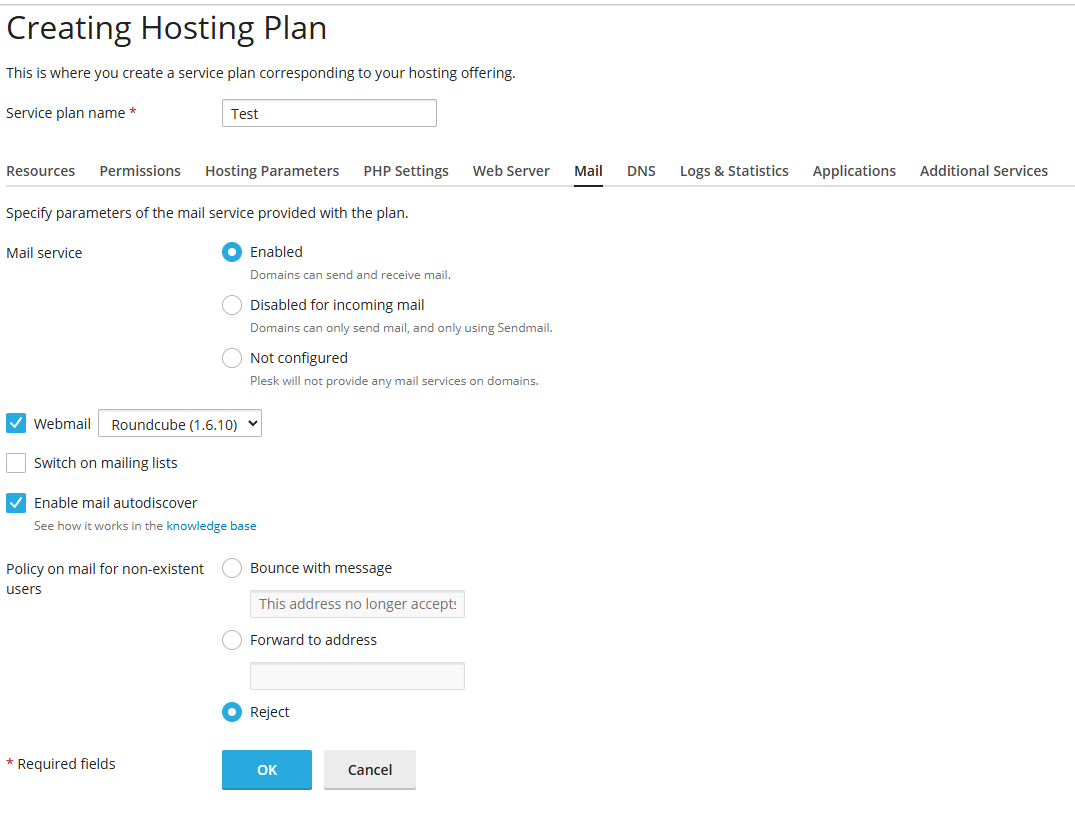 Creating Hosting Plan
This is where you create a service plan corresponding to your hosting offering.
Service plan name * Test
Resources Permissions Hosting Parameters PHP Settings Web Server Mail DNS Logs & Statistics Applications Additional Services
Specify parameters of the mail service provided with the plan.
Mail service Enabled
Domains can send and receive mail.
Disabled for incoming mail
Domains can only send mail, and only using Sendmail.
Not configured
Plesk will not provide any mail services on domains.
Webmail Roundcube (1.6.10)
Switch on mailing lists
Enable mail autodiscover
See how it works in the knowledge base
Policy on mail for non-existent users Bounce with message
This address no longer accepts
Forward to address
Reject
* Required fields OK Cancel